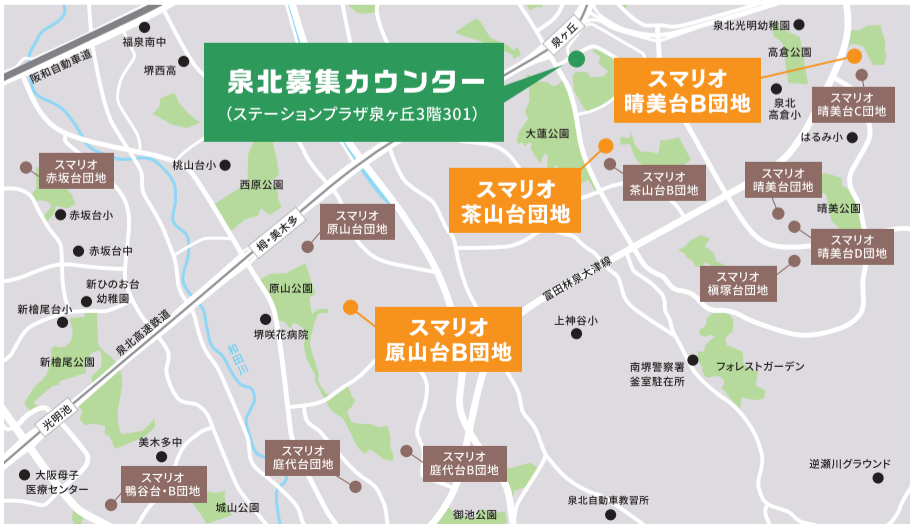 泉北光明幼稚園
高倉公園
福泉南中
泉ヶ丘
阪和自動車道
堺西高
泉北募集カウンター
(ステーションプラザ泉ヶ丘3階301)
スマリオ
晴美台B団地
泉北
高倉小
スマリオ
晴美台C団地
はるみ小
大蓮公園
スマリオ
赤坂台団地
桃山台小
西原公園
スマリオ
茶山台団地
スマリオ
茶山台B団地
スマリオ
晴美台団地
晴美公園
赤坂台小
スマリオ
原山台団地
栂・美木多
スマリオ
晴美台D団地
赤坂台中
新ひのお台
幼稚園
原山公園
富田林泉大津線
スマリオ
槇塚台団地
新檜尾台小
泉北高速鉄道
堺咲花病院
スマリオ
原山台B団地
上神谷小
和田川
新檜尾公園
南堺警察署
釜室駐在所
フォレストガーデン
光明池
美木多中
スマリオ
庭代台団地
スマリオ
庭代台B団地
逆瀬川グラウンド
大阪母子
医療センター
スマリオ
鴨谷台・B団地
城山公園
御池公園
泉北自動車教習所